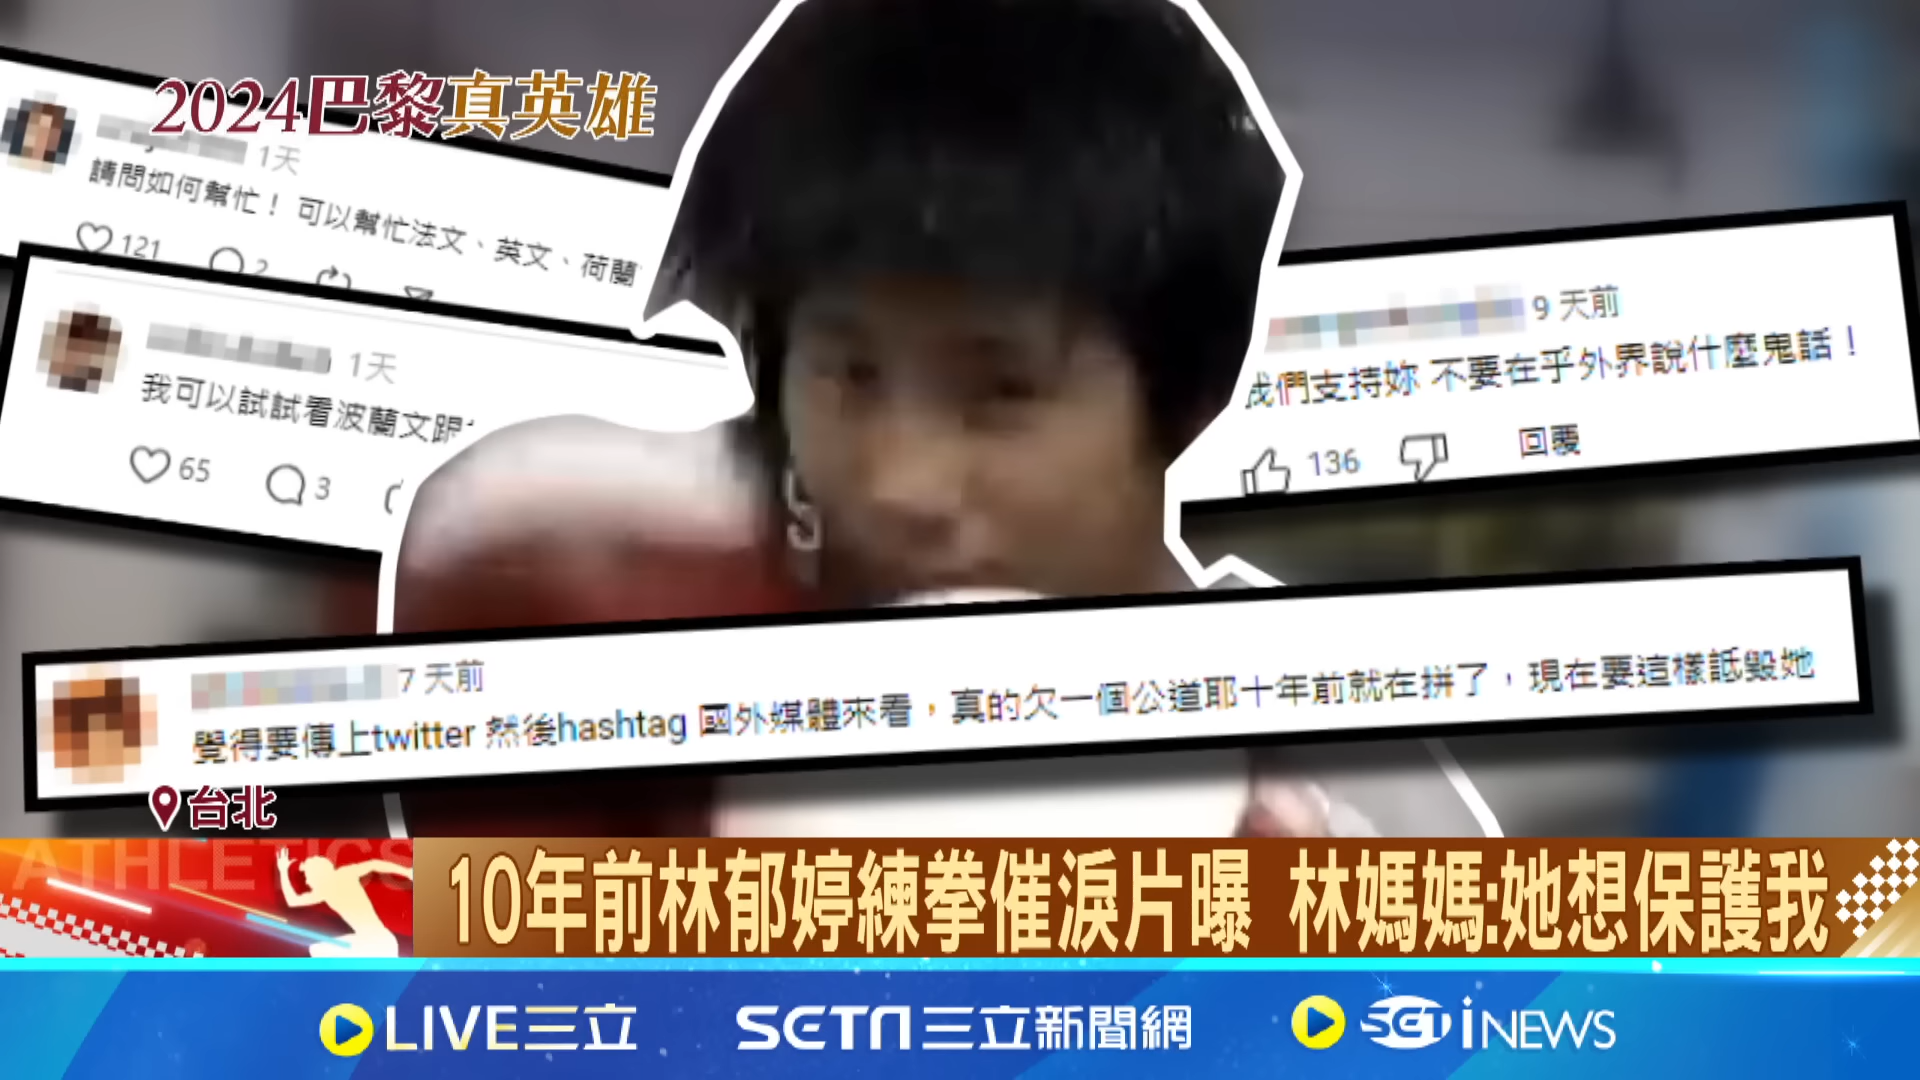 2024巴黎真英雄
1天
請問如何幫忙！ 可以幫忙法文、英文、荷蘭
121
2
1天
我可以試試看波蘭文跟
65
3
9 天前
我們支持妳 不要在乎外界說什麼鬼話！
136
回覆
7 天前
覺得要傳上twitter 然後hashtag 國外媒體來看，真的欠一個公道耶十年前就在拼了，現在要這樣詆毀她
台北
ATHLETICS
10年前林郁婷練拳催淚片曝 林媽媽:她想保護我
LIVE三立
SETN三立新聞網
SETiNEWS